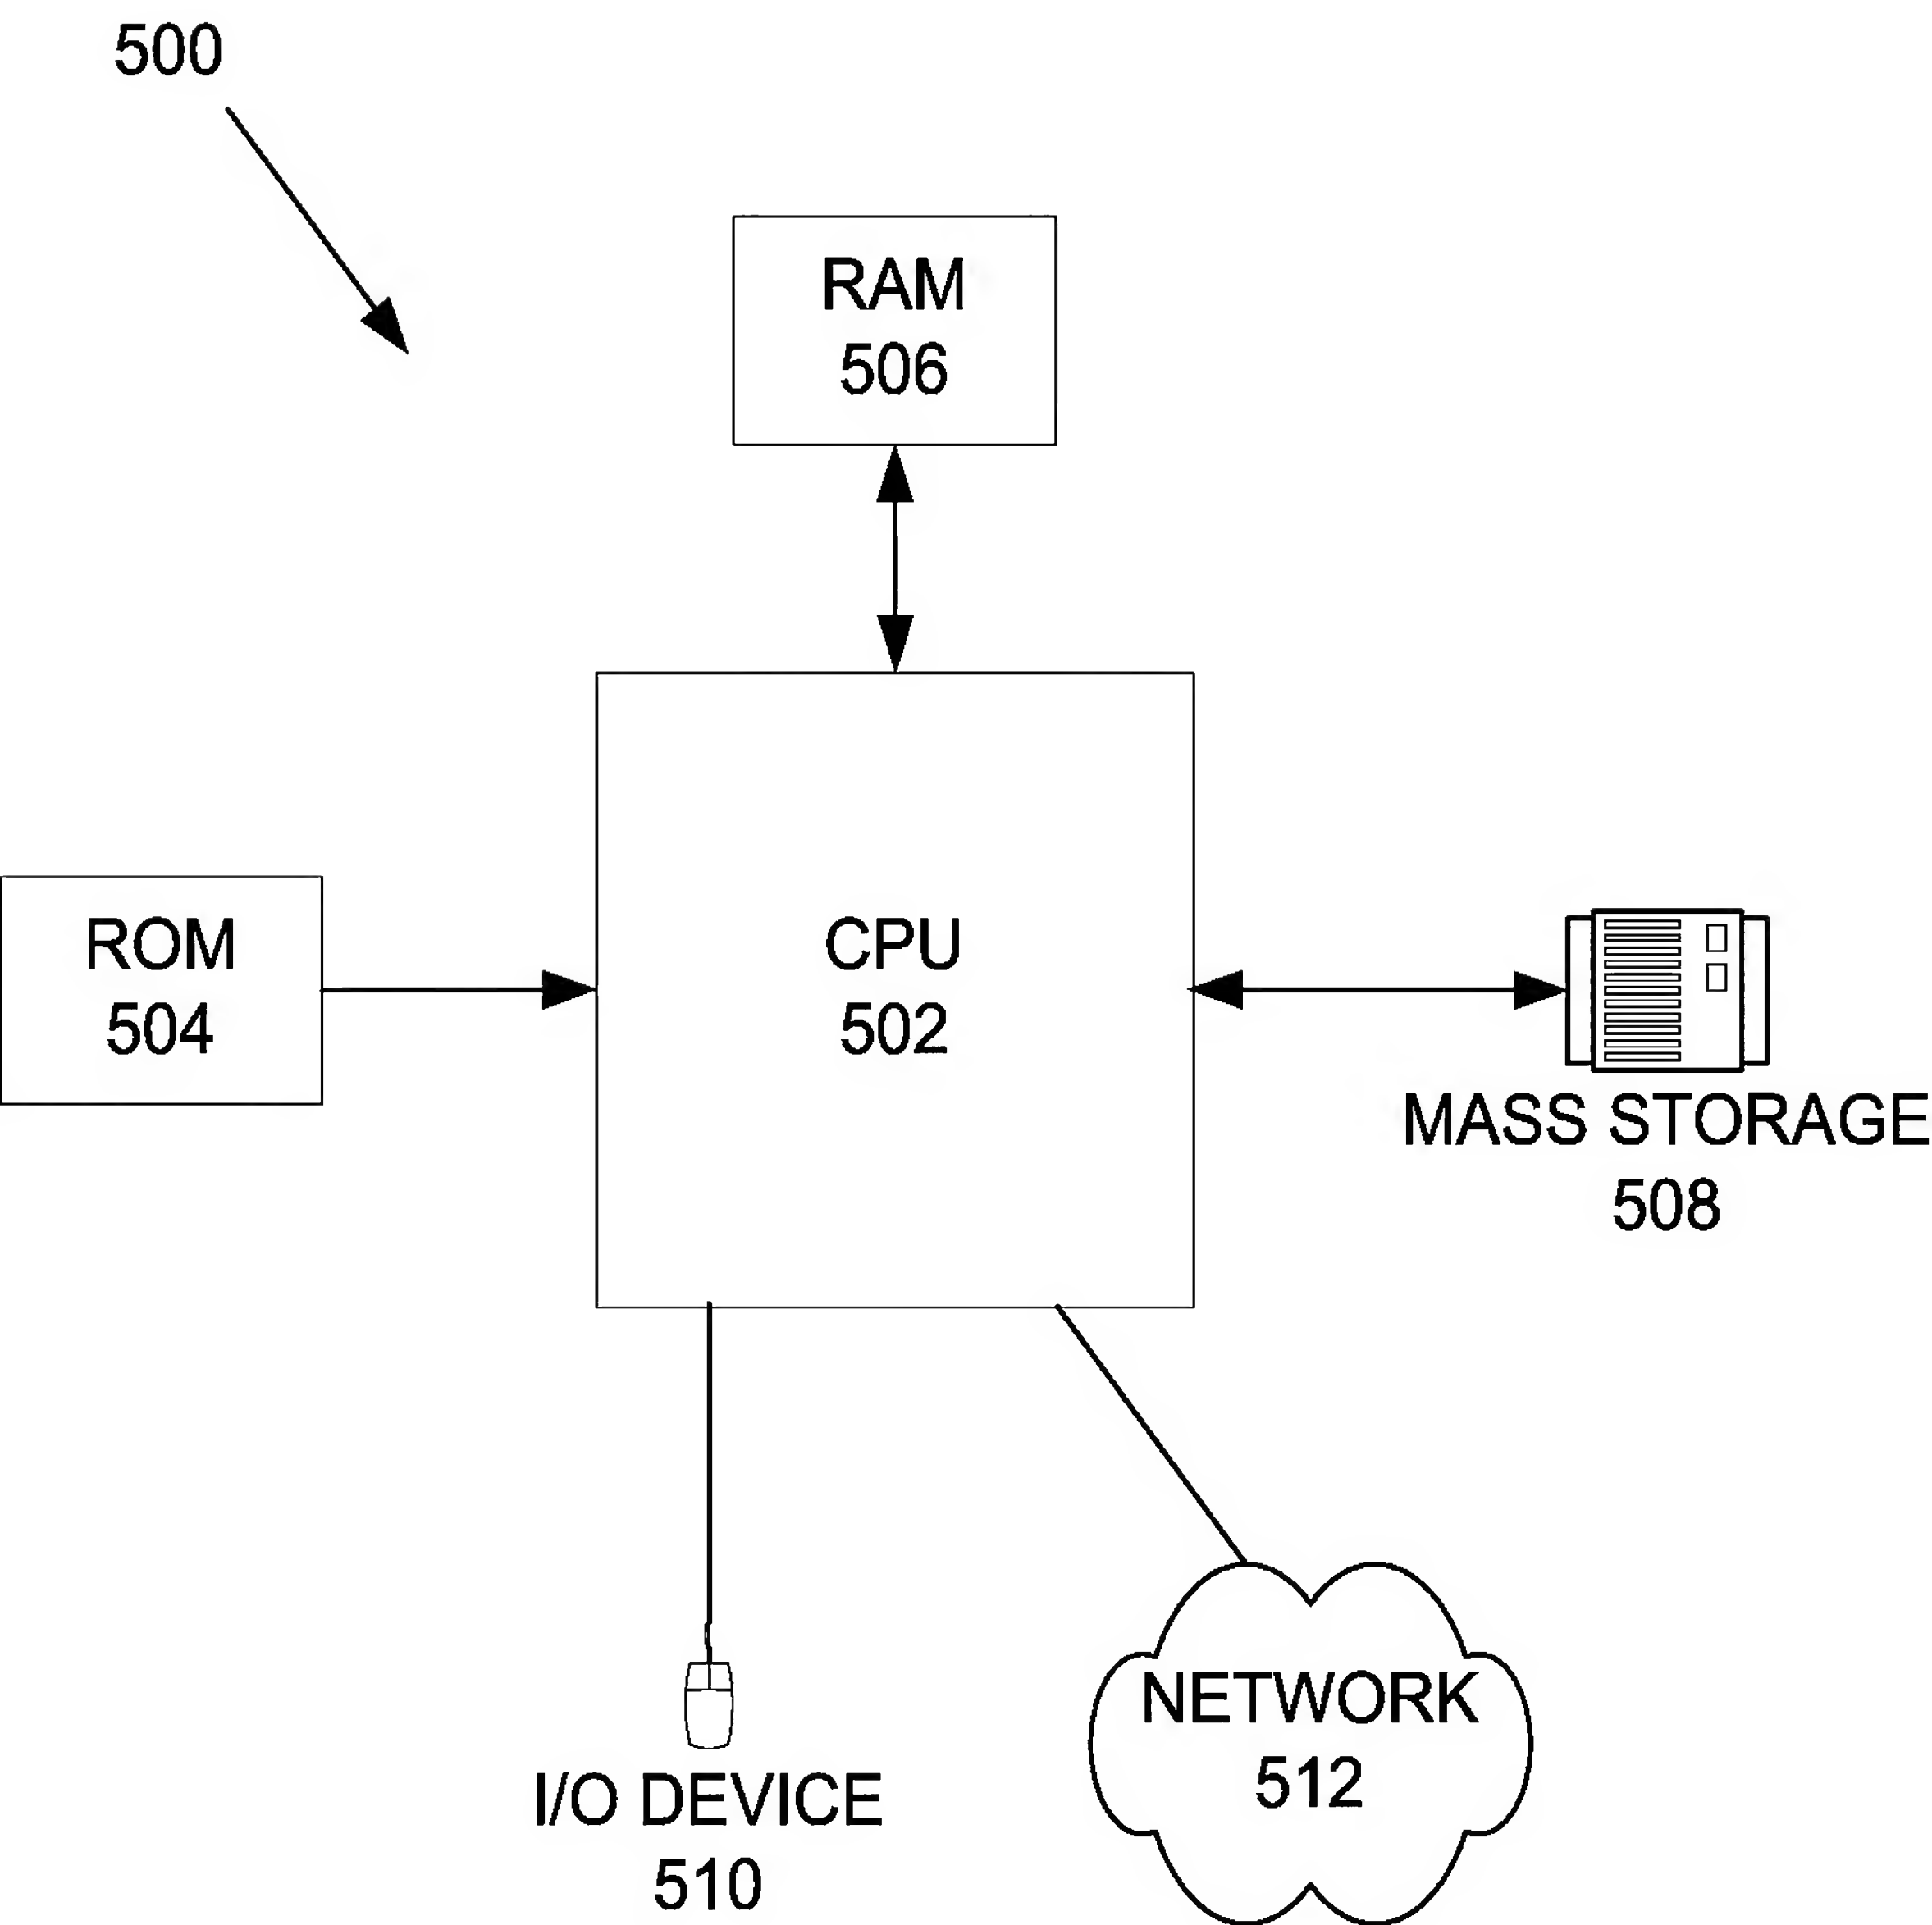 500
RAM
506
ROM
504
CPU
502
MASS STORAGE
508
I/O DEVICE
510
NETWORK
512